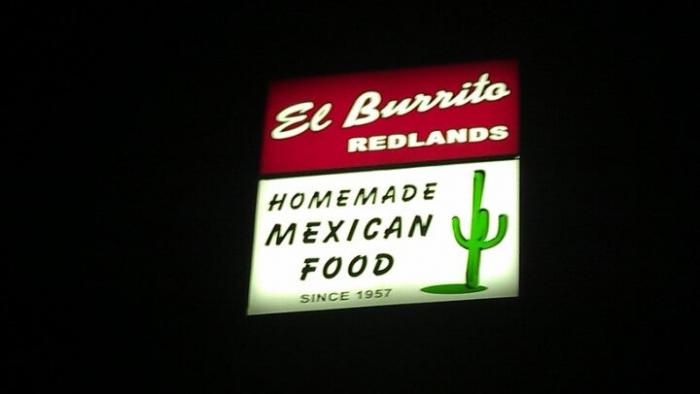 El Burrito
REDLANDS
HOMEMADE
MEXICAN
FOOD
SINCE 1957